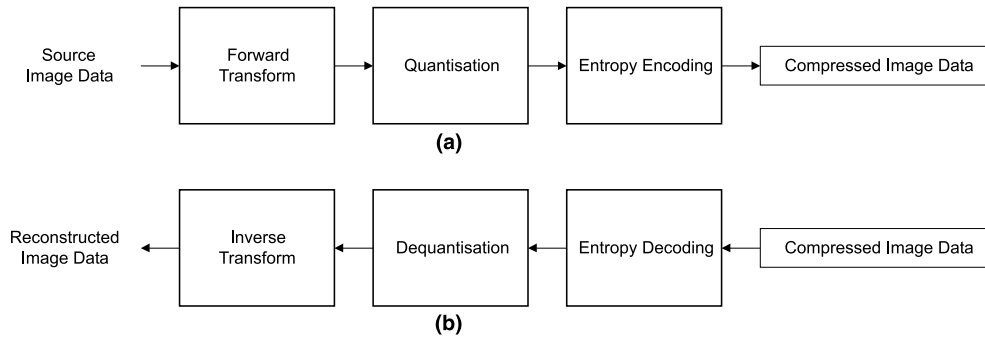 Source
Image Data
Forward
Transform
Quantisation
Entropy Encoding
Compressed Image Data
(a)
Reconstructed
Image Data
Inverse
Transform
Dequantisation
Entropy Decoding
Compressed Image Data
(b)